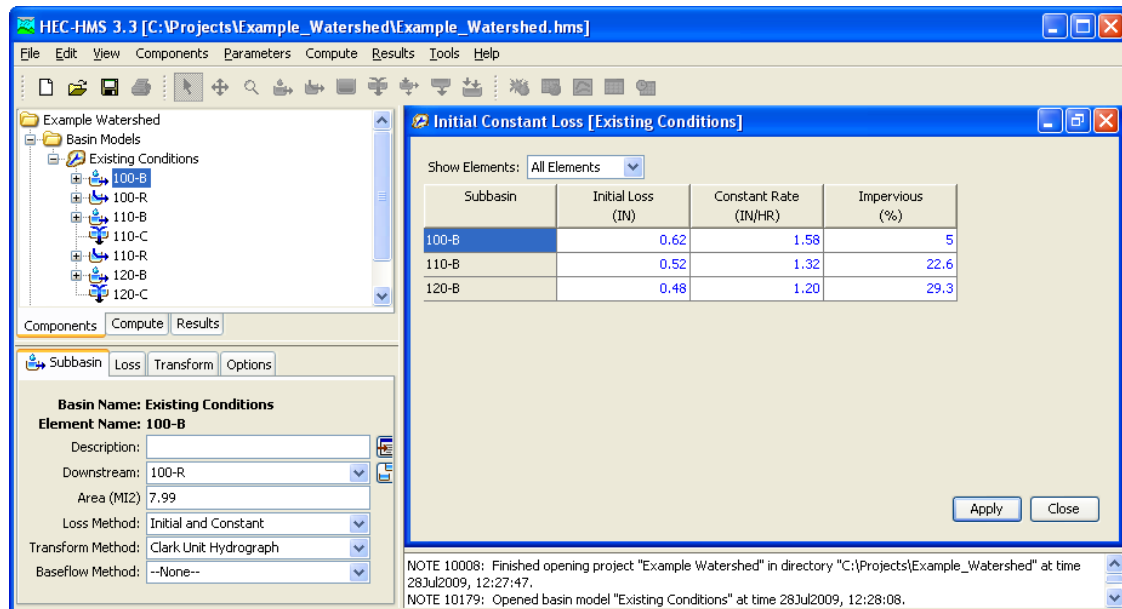 HEC-HMS 3.3 [C:\Projects\Example_Watershed\Example_Watershed.hms]
File Edit View Components Parameters Compute Results Tools Help
Example Watershed
Basin Models
Existing Conditions
100-B
100-R
110-B
110-C
110-R
120-B
120-C
Components Compute Results
Subbasin Loss Transform Options
Basin Name: Existing Conditions
Element Name: 100-B
Description:
Downstream: 100-R
Area (MI2) 7.99
Loss Method: Initial and Constant
Transform Method: Clark Unit Hydrograph
Baseflow Method: --None--
Initial Constant Loss [Existing Conditions]
Show Elements: All Elements
Subbasin Initial Loss Constant Rate Impervious
(IN) (IN/HR) (%)
100-B 0.62 1.58 5
110-B 0.52 1.32 22.6
120-B 0.48 1.20 29.3
Apply Close
NOTE 10008: Finished opening project "Example Watershed" in directory "C:\Projects\Example_Watershed" at time
28Jul2009, 12:27:47.
NOTE 10179: Opened basin model "Existing Conditions" at time 28Jul2009, 12:28:08.